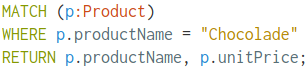 MATCH (p:Product)
WHERE p.productName = "Chocolade"
RETURN p.productName, p.unitPrice;